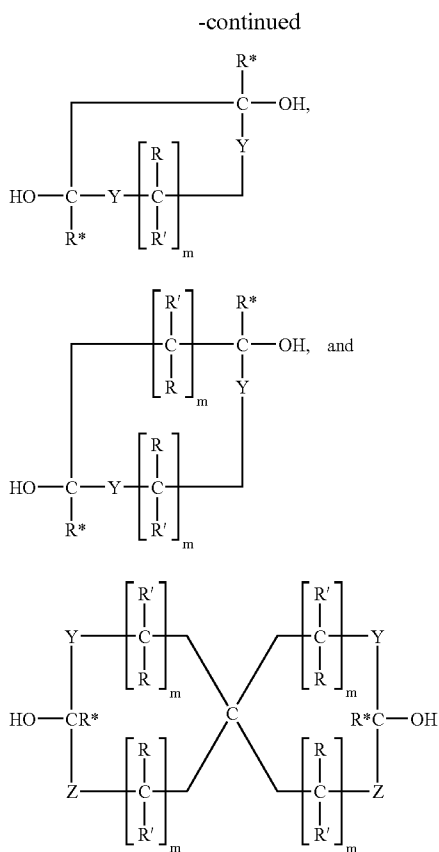 -continued
R*
C—OH,
Y
R
HO—C—Y—C
R* R' m
R' R*
C—C—OH, and
R m Y
R
HO—C—Y—C
R* R' m
R' R'
Y—C C—Y
R m R m
HO—CR* C R*C—OH
R R
Z—C C—Z
R' m R' m